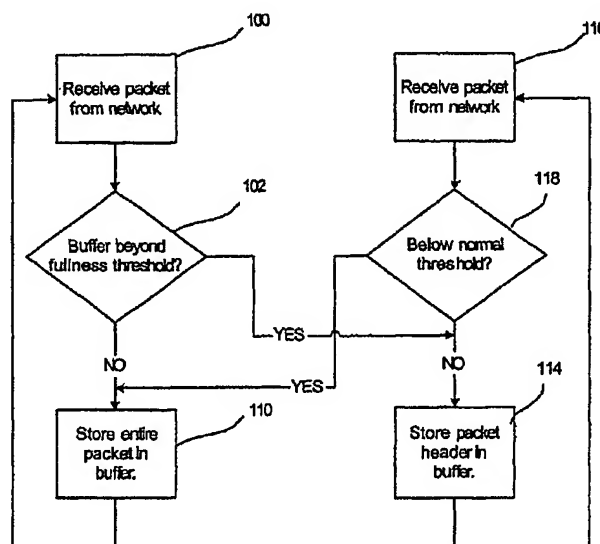 100
Receive packet
from network
116
Receive packet
from network
102
Buffer beyond
fullness threshold?
118
Below normal
threshold?
YES
NO
YES
NO
110
Store entire
packet in
buffer.
114
Store packet
header in
buffer.